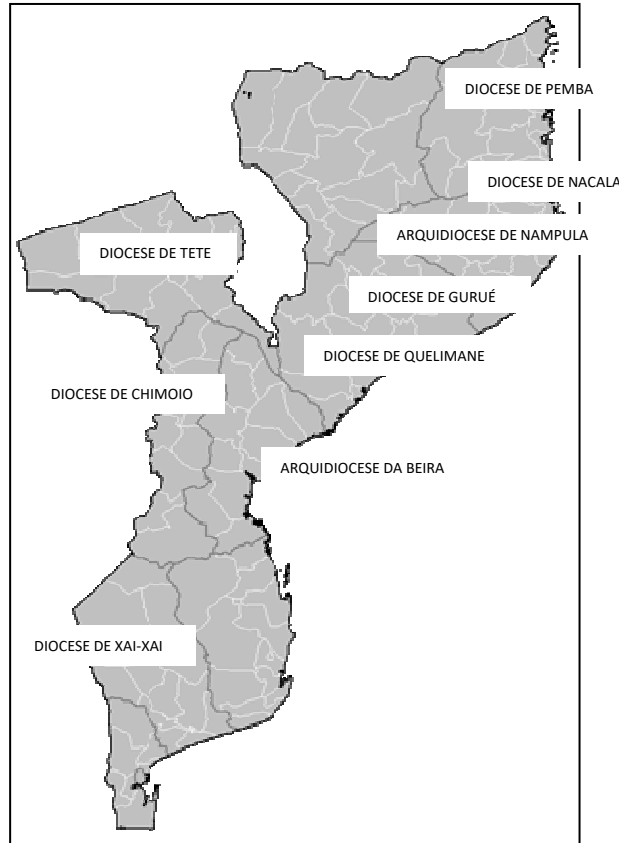 DIOCESE DE PEMBA
DIOCESE DE NACALA
ARQUIDIOCESE DE NAMPULA
DIOCESE DE TETE
DIOCESE DE GURUÉ
DIOCESE DE QUELIMANE
DIOCESE DE CHIMOIO
ARQUIDIOCESE DA BEIRA
DIOCESE DE XAI-XAI